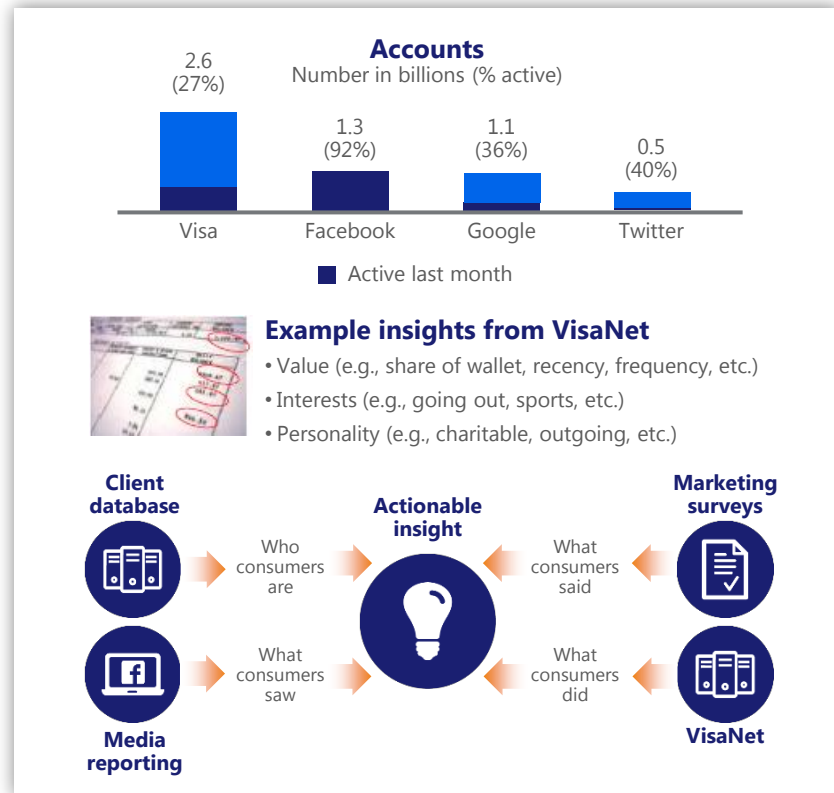 Accounts
Number in billions (% active)
2.6
(27%)
1.3
(92%)
1.1
(36%)
0.5
(40%)
Visa
Facebook
Google
Twitter
Active last month
Example insights from VisaNet
• Value (e.g., share of wallet, recency, frequency, etc.)
• Interests (e.g., going out, sports, etc.)
• Personality (e.g., charitable, outgoing, etc.)
Client
database
Who
consumers
are
Actionable
insight
What
consumers
said
Marketing
surveys
f
What
consumers
saw
Media
reporting
What
consumers
did
VisaNet